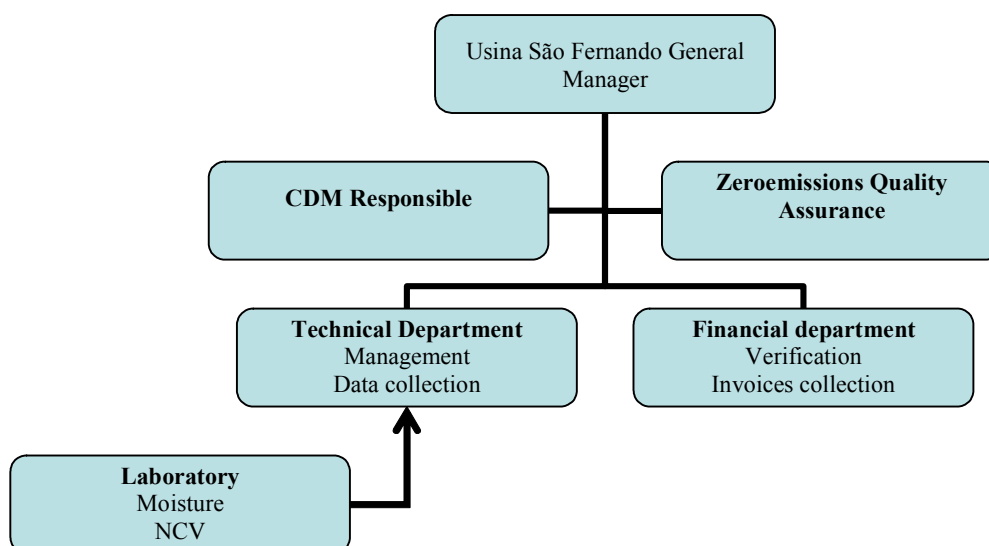 Usina São Fernando General
Manager
CDM Responsible
Zeroemissions Quality
Assurance
Technical Department
Management
Data collection
Financial department
Verification
Invoices collection
Laboratory
Moisture
NCV